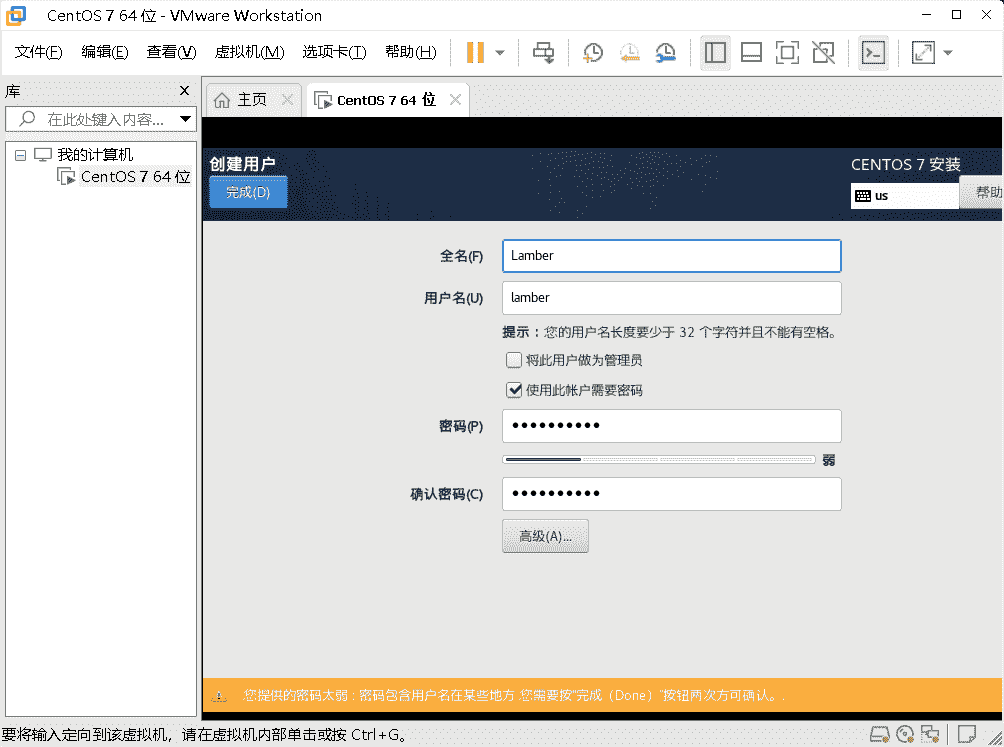 CentOS 7 64 位 - VMware Workstation
文件(F) 编辑(E) 查看(V) 虚拟机(M) 选项卡(T) 帮助(H)
库
在此处键入内容...
我的计算机
CentOS 7 64 位
主页
CentOS 7 64 位
创建用户
完成(D)
CENTOS 7 安装
us
帮助
全名(F)
Lamber
用户名(U)
lamber
提示：您的用户名长度要少于 32 个字符并且不能有空格。
将此用户做为管理员
使用此帐户需要密码
密码(P)
●●●●●●●●●●
弱
确认密码(C)
●●●●●●●●●●
高级(A)...
您提供的密码太弱 : 密码包含用户名在某些地方 您需要按"完成（Done）"按钮两次方可确认。.
要将输入定向到该虚拟机，请在虚拟机内部单击或按 Ctrl+G。